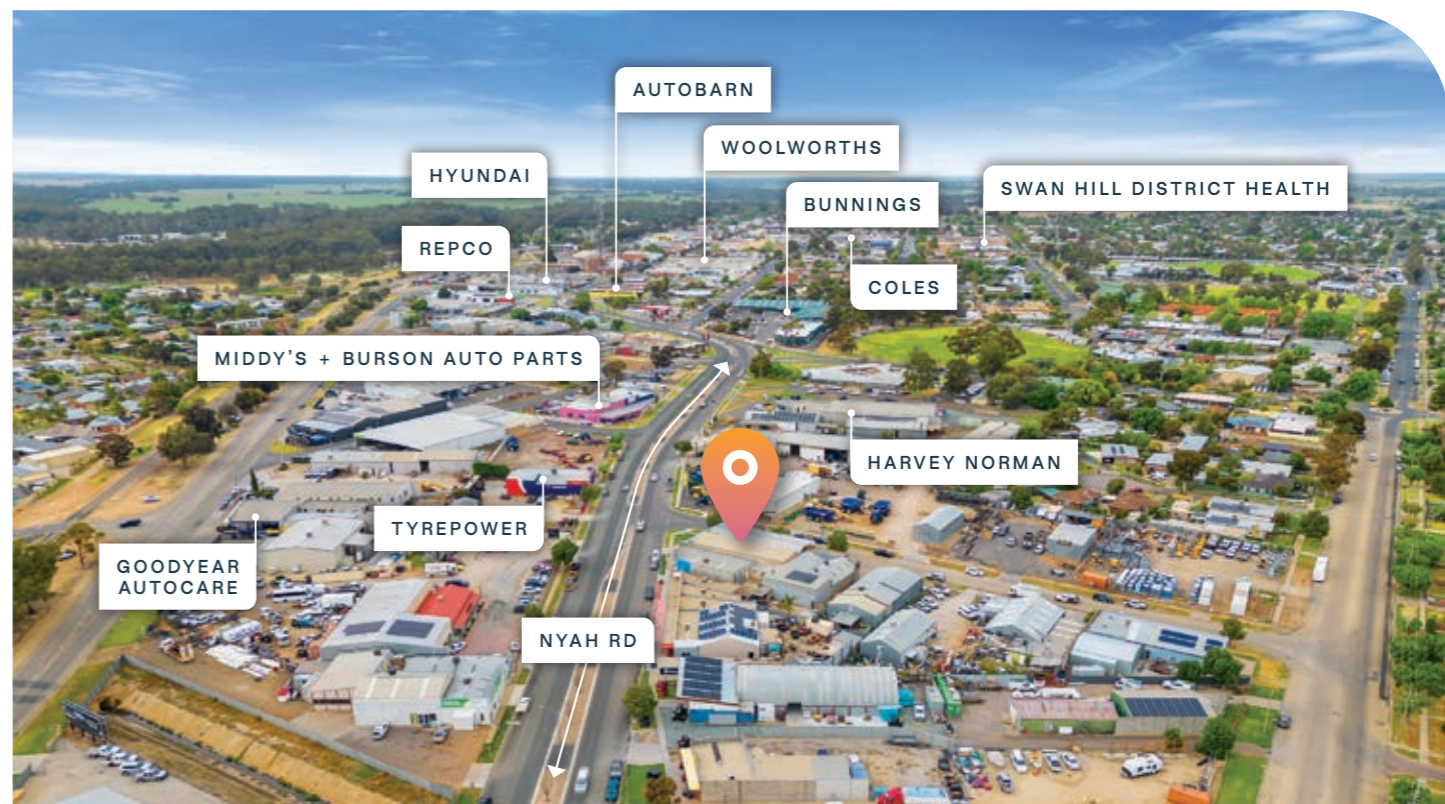 AUTOBARN
WOOLWORTHS
HYUNDAI
SWAN HILL DISTRICT HEALTH
BUNNINGS
REPCO
COLES
MIDDY'S + BURSON AUTO PARTS
HARVEY NORMAN
TYREPOWER
GOODYEAR
AUTOCARE
NYAH RD